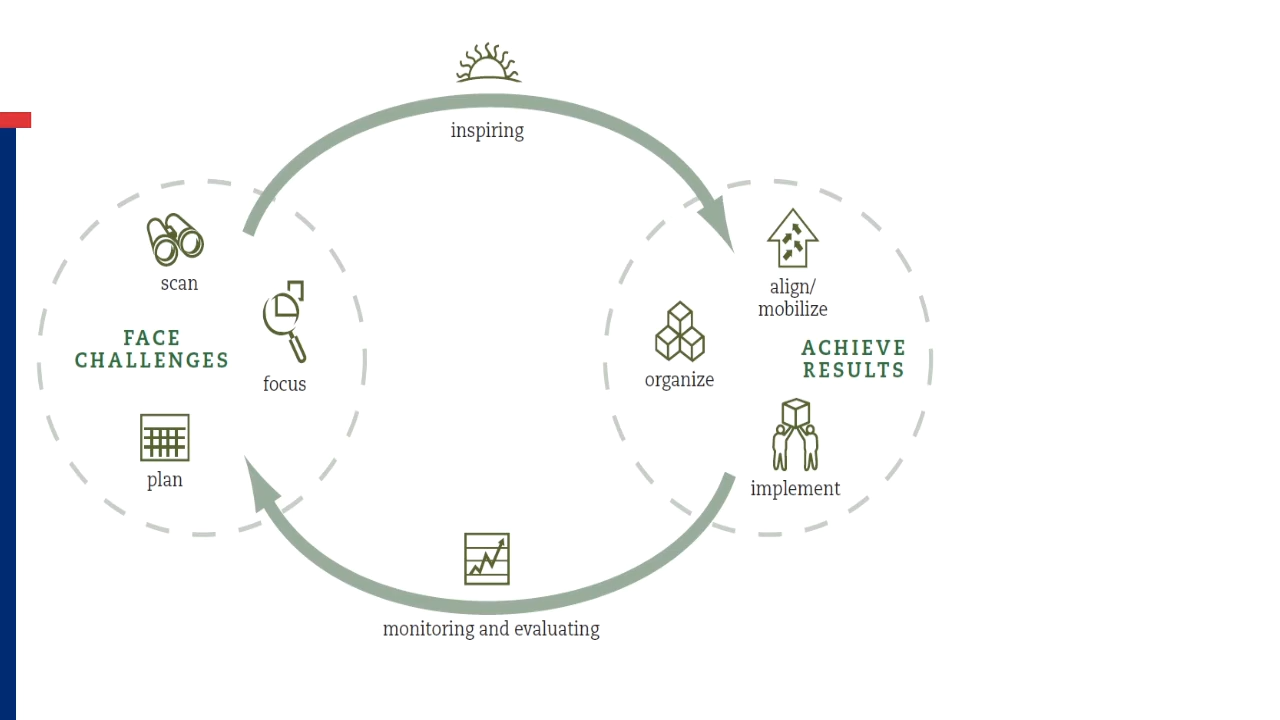 inspiring
scan
FACE
CHALLENGES
focus
plan
align/
mobilize
organize
ACHIEVE
RESULTS
implement
monitoring and evaluating